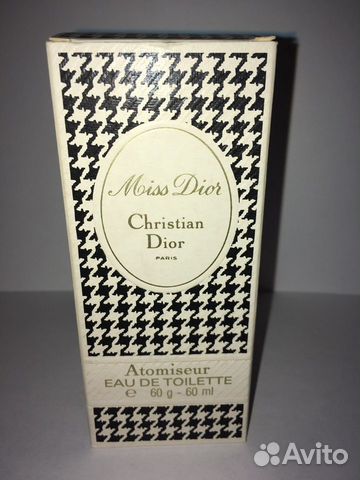 Miss Dior
Christian
Dior
PARIS
Atomiseur
EAU DE TOILETTE
℮ 60 g - 60 ml
Avito